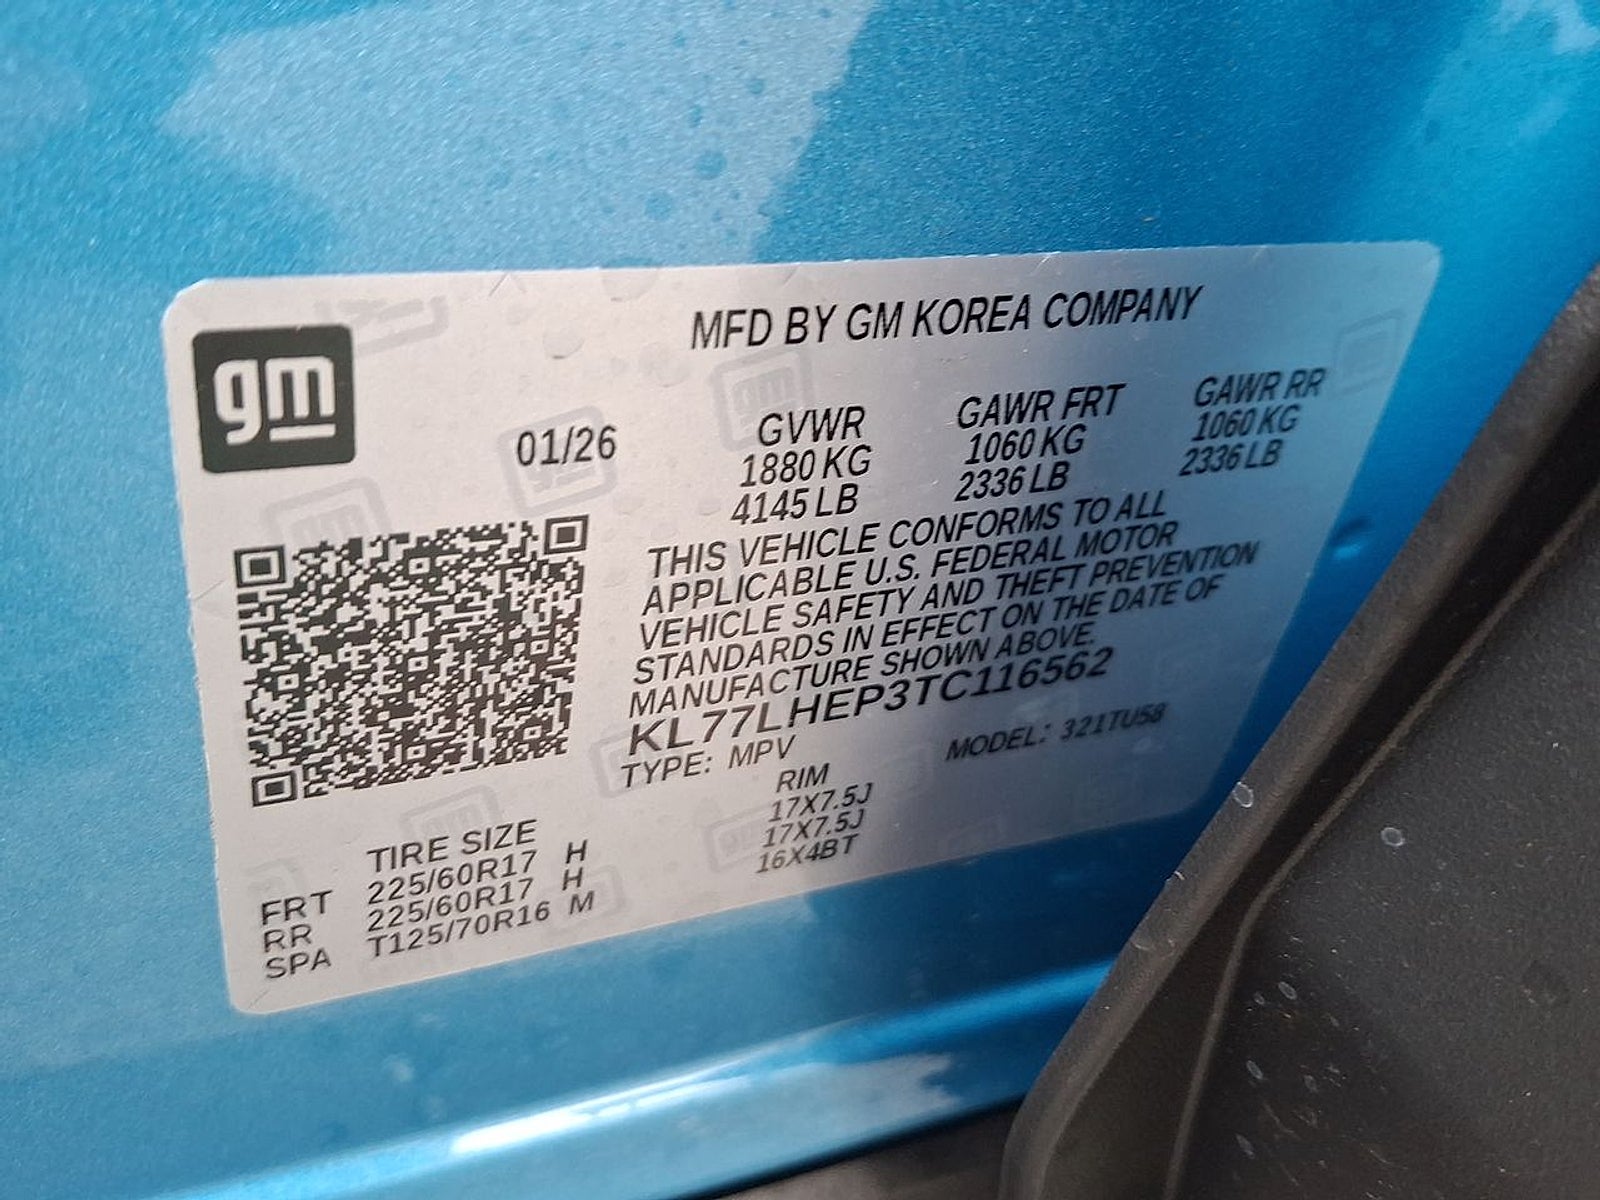 gm
MFD BY GM KOREA COMPANY
01/26
GVWR GAWR FRT GAWR RR
1880 KG 1060 KG 1060 KG
4145 LB 2336 LB 2336 LB
THIS VEHICLE CONFORMS TO ALL
APPLICABLE U.S. FEDERAL MOTOR
VEHICLE SAFETY AND THEFT PREVENTION
STANDARDS IN EFFECT ON THE DATE OF
MANUFACTURE SHOWN ABOVE.
KL77LHEP3TC116562
TYPE: MPV MODEL: 321TU58
TIRE SIZE RIM
FRT 225/60R17 H 17X7.5J
RR 225/60R17 H 17X7.5J
SPA T125/70R16 M 16X4BT